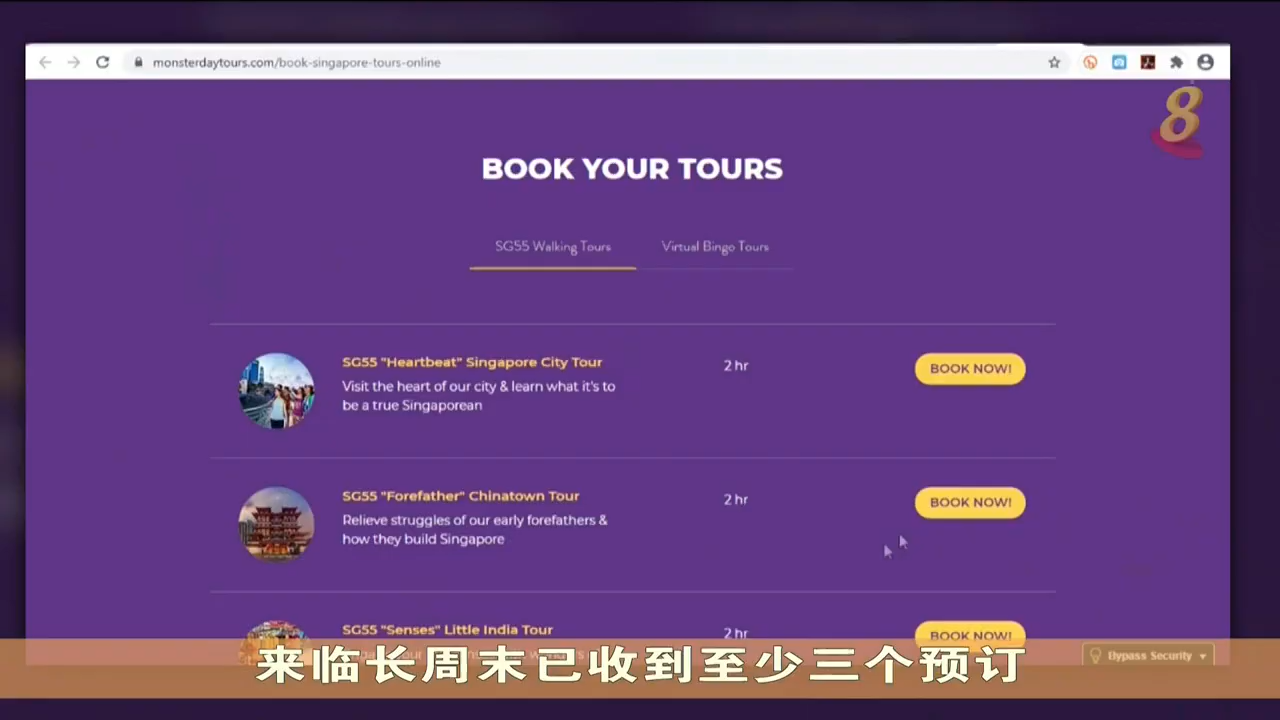 monsterdaytours.com/book-singapore-tours-online
8
BOOK YOUR TOURS
SG55 Walking Tours
Virtual Bingo Tours
SG55 "Heartbeat" Singapore City Tour
2 hr
BOOK NOW!
Visit the heart of our city & learn what it's to
be a true Singaporean
SG55 "Forefather" Chinatown Tour
2 hr
BOOK NOW!
Relieve struggles of our early forefathers &
how they build Singapore
SG55 "Senses" Little India Tour
2 hr
BOOK NOW!
来临长周末已收到至少三个预订
Bypass Security